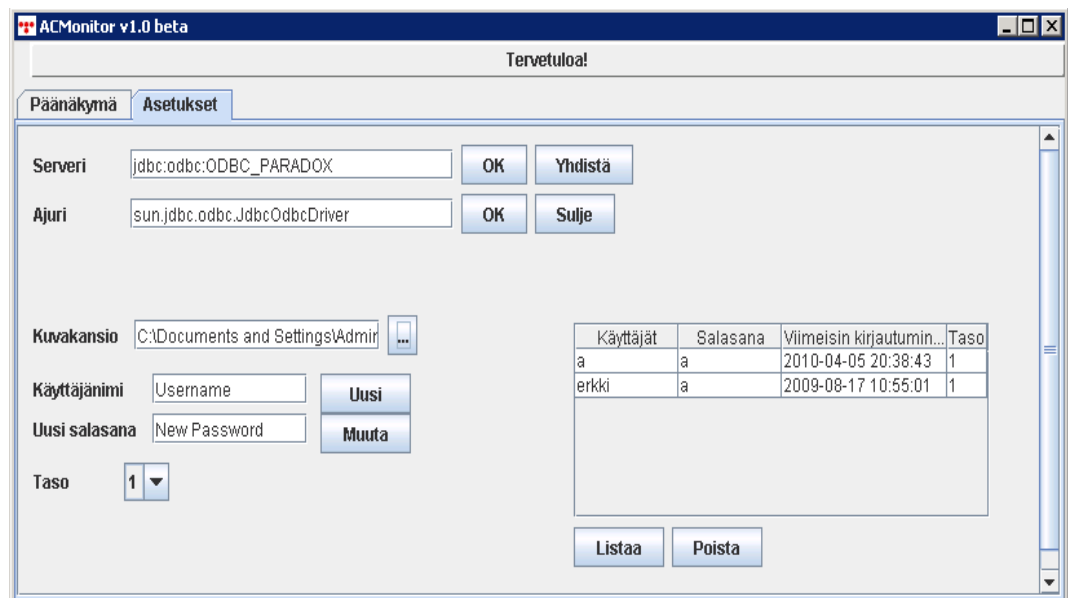 ACMonitor v1.0 beta
Tervetuloa!
Päänäkymä Asetukset
Serveri jdbc:odbc:ODBC_PARADOX OK Yhdistä
Ajuri sun.jdbc.odbc.JdbcOdbcDriver OK Sulje
Kuvakansio C:\Documents and Settings\Admir ...
Käyttäjänimi Username Uusi
Uusi salasana New Password Muuta
Taso 1
Käyttäjät Salasana Viimeisin kirjautumin... Taso
a a 2010-04-05 20:38:43 1
erkki a 2009-08-17 10:55:01 1
Listaa Poista